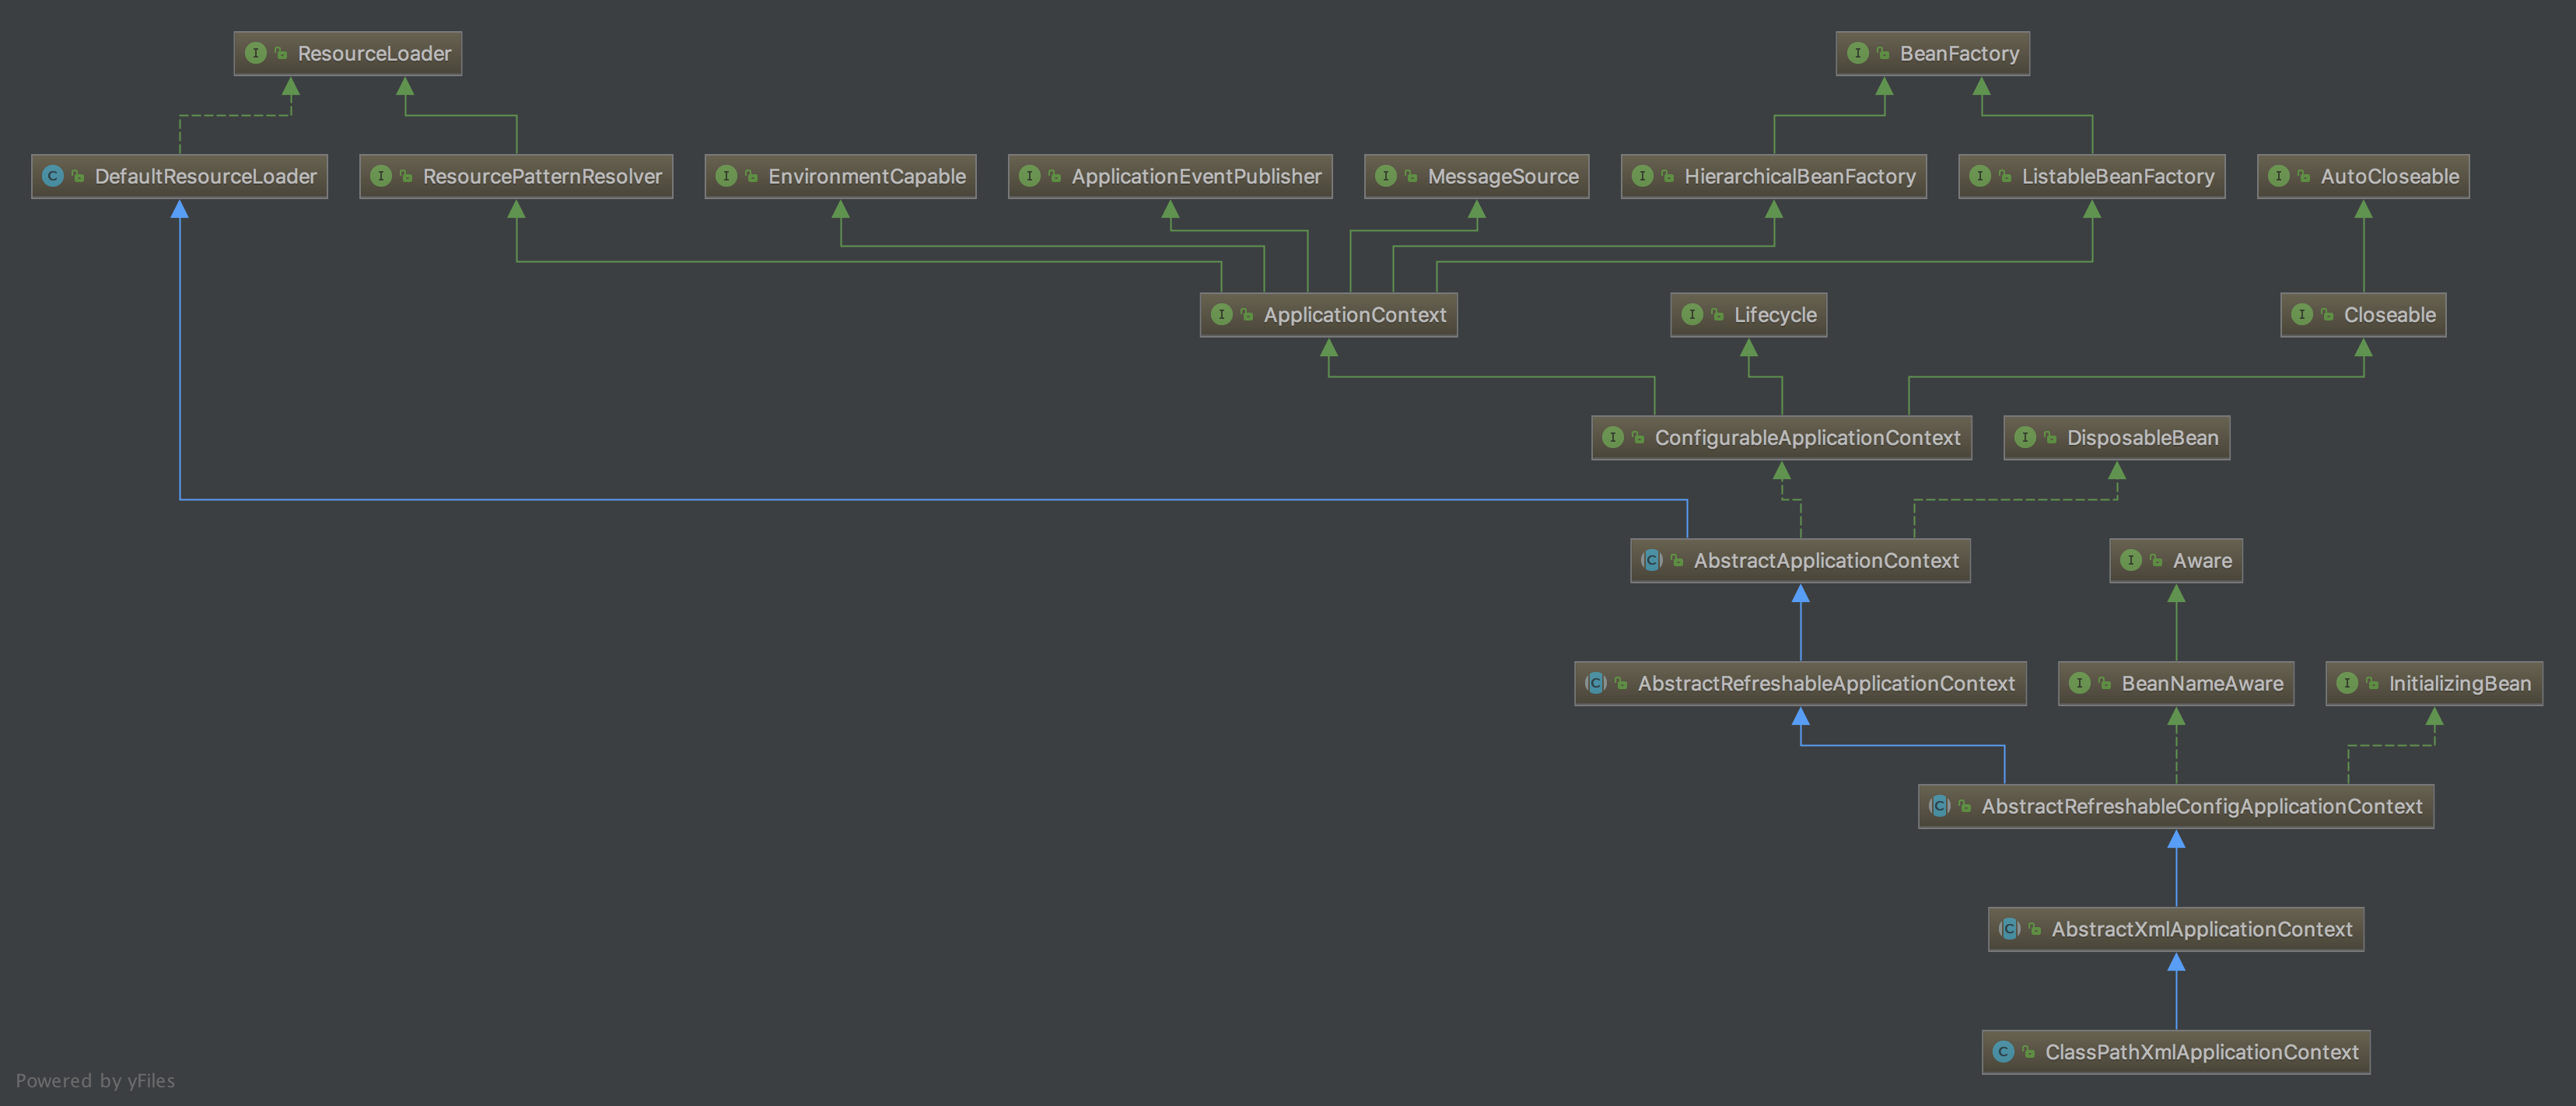 ResourceLoader
BeanFactory
DefaultResourceLoader
ResourcePatternResolver
EnvironmentCapable
ApplicationEventPublisher
MessageSource
HierarchicalBeanFactory
ListableBeanFactory
AutoCloseable
ApplicationContext
Lifecycle
Closeable
ConfigurableApplicationContext
DisposableBean
AbstractApplicationContext
Aware
AbstractRefreshableApplicationContext
BeanNameAware
InitializingBean
AbstractRefreshableConfigApplicationContext
AbstractXmlApplicationContext
ClassPathXmlApplicationContext
Powered by yFiles